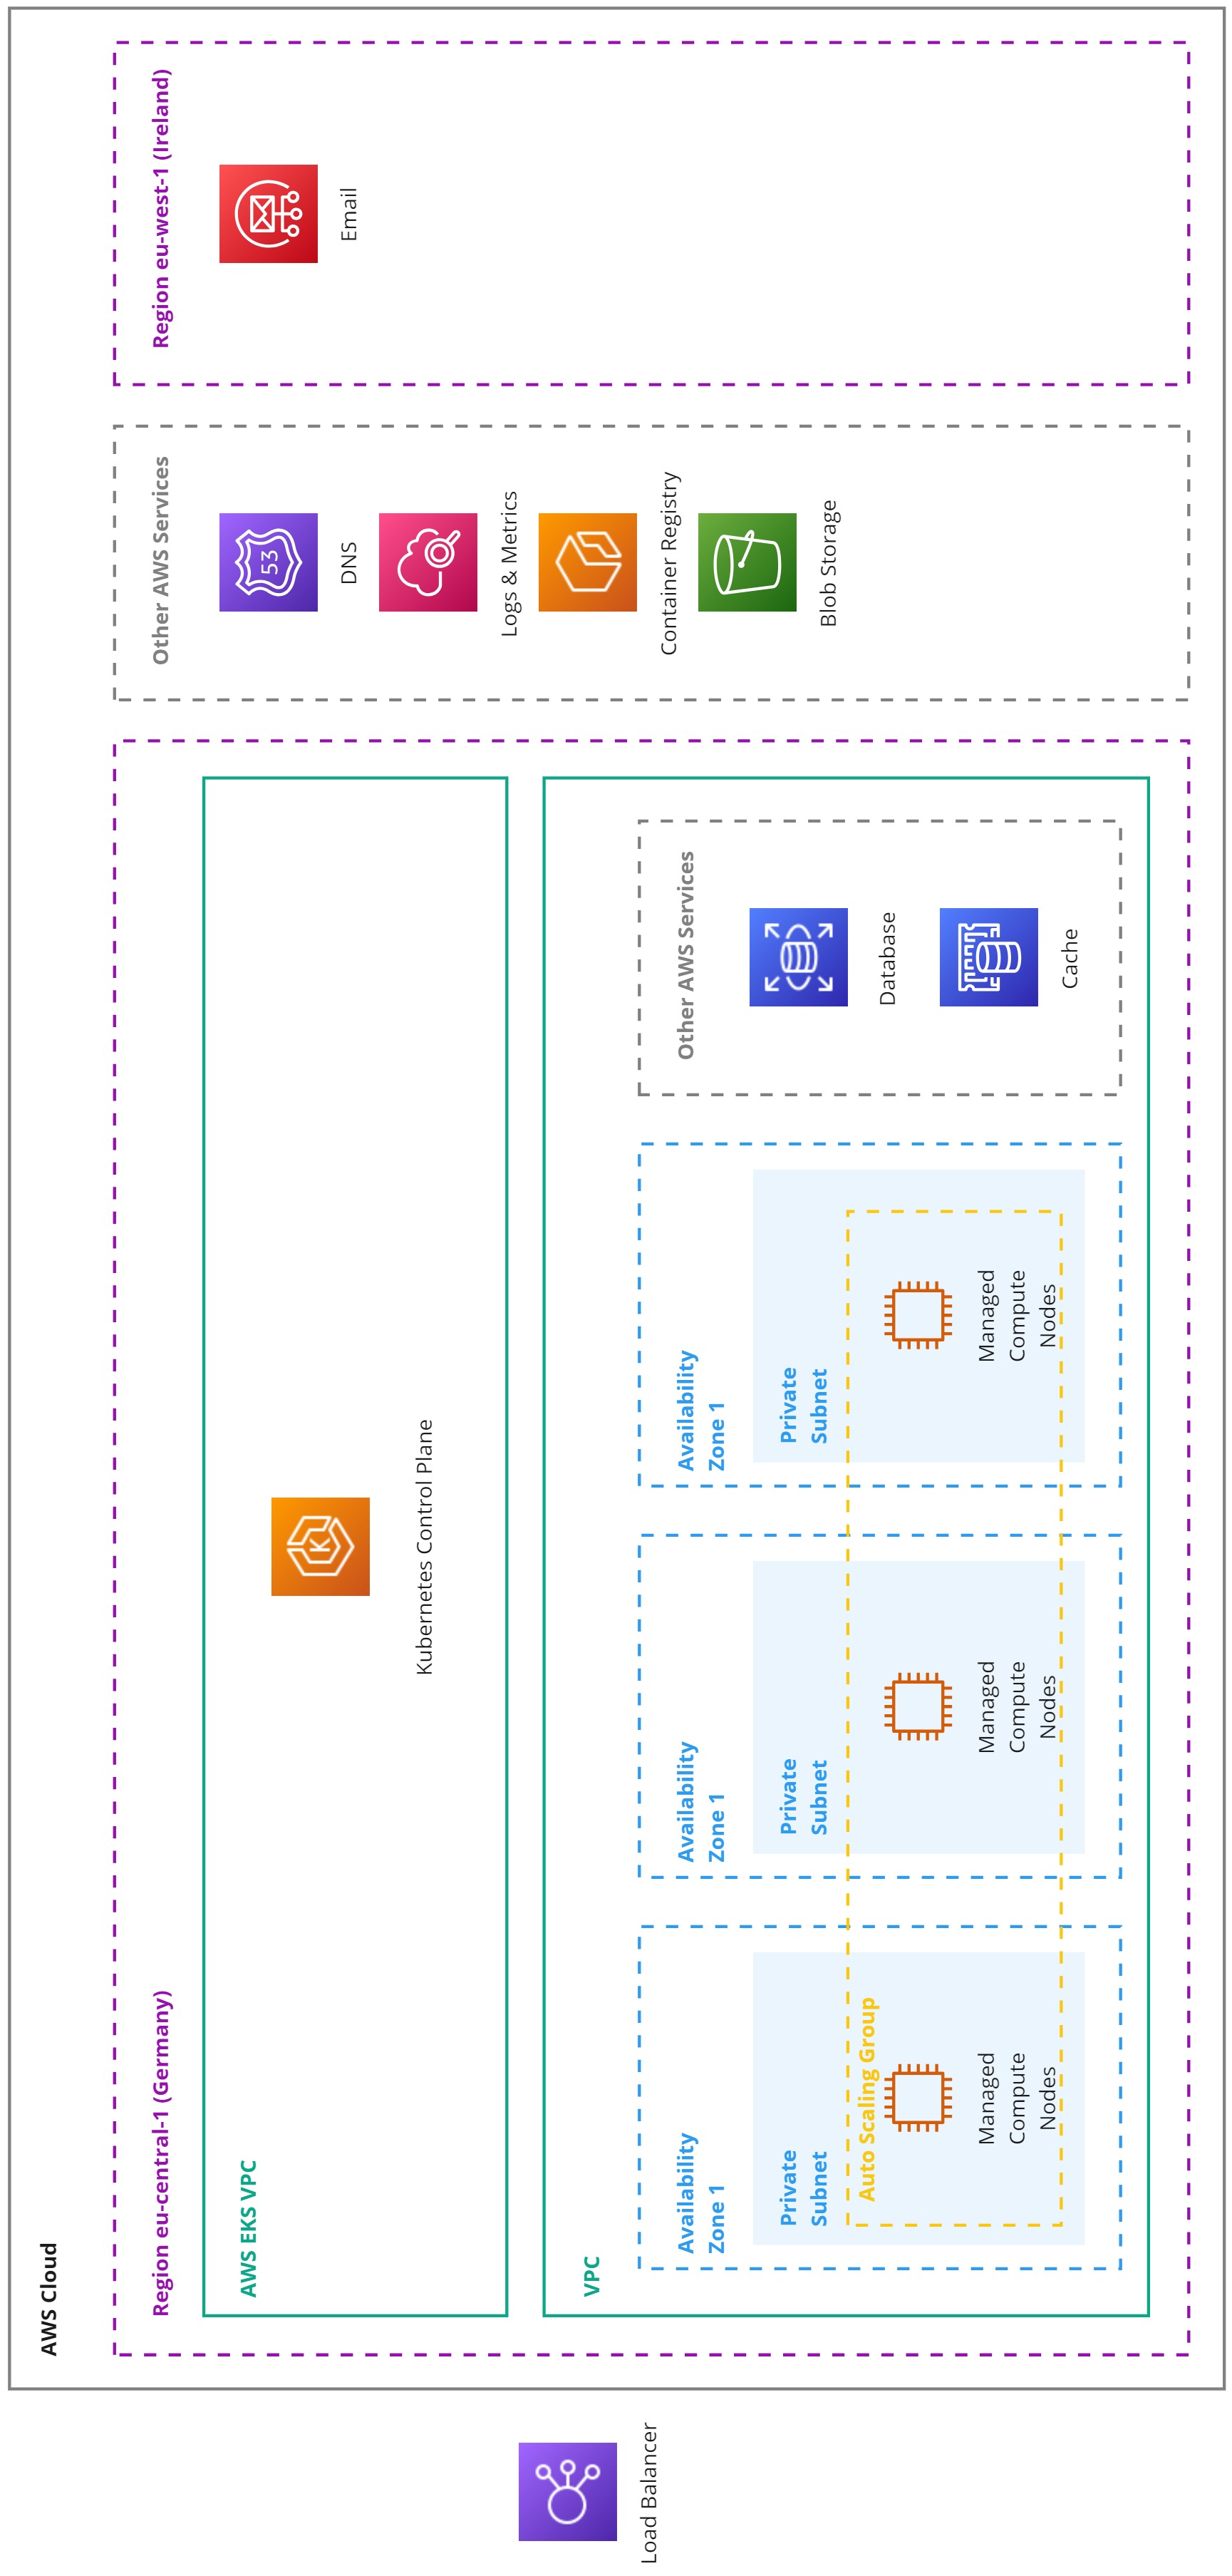 AWS Cloud
Load Balancer
Region eu-central-1 (Germany)
AWS EKS VPC
Kubernetes Control Plane
VPC
Availability
Zone 1
Private
Subnet
Auto Scaling Group
Managed
Compute
Nodes
Availability
Zone 1
Private
Subnet
Managed
Compute
Nodes
Availability
Zone 1
Private
Subnet
Managed
Compute
Nodes
Other AWS Services
Database
Cache
Other AWS Services
53
DNS
Logs & Metrics
Container Registry
Blob Storage
Region eu-west-1 (Ireland)
Email
K